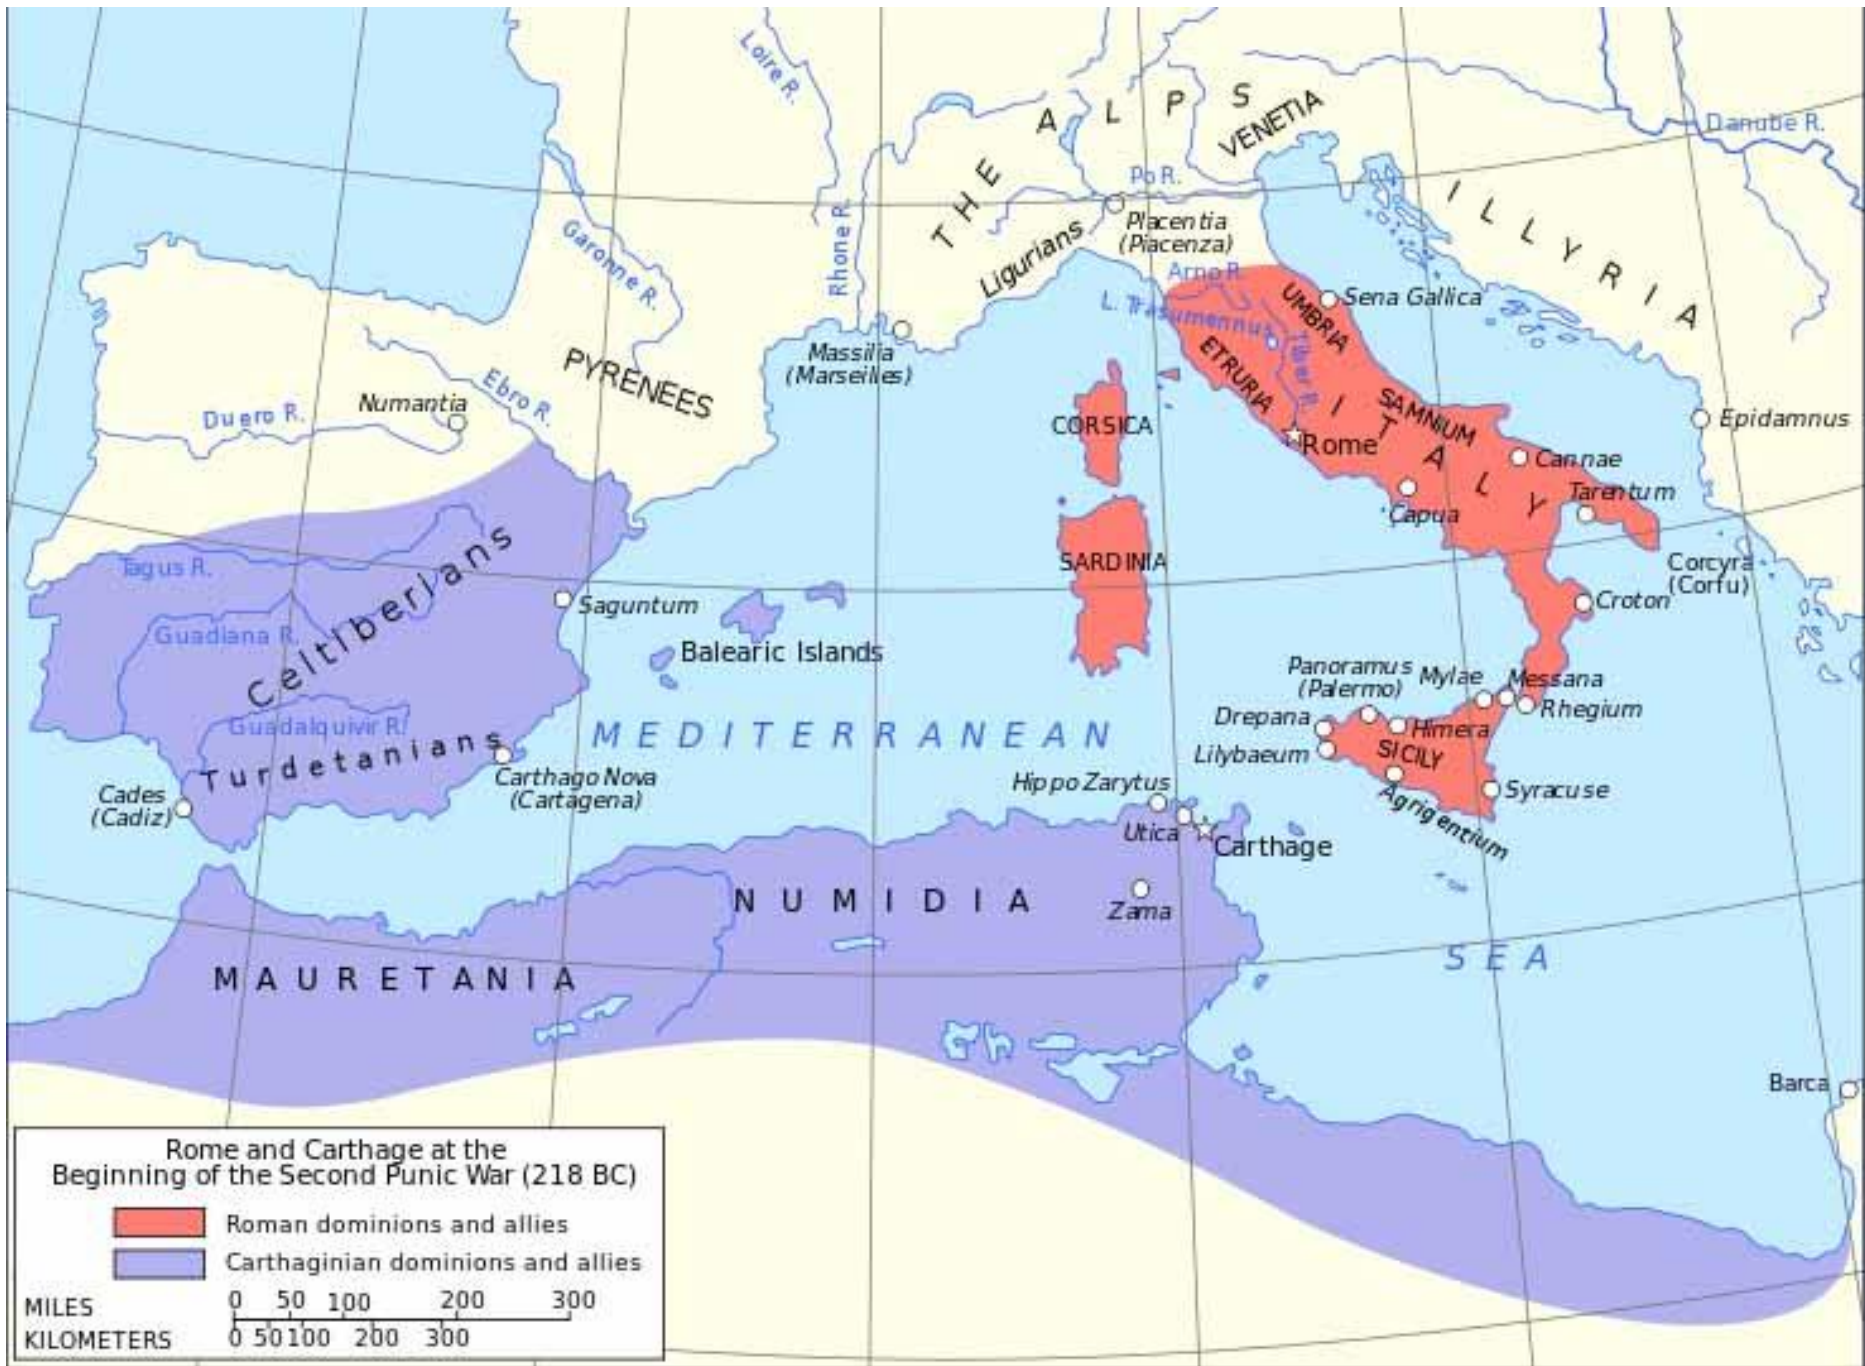 Loire R.
THE ALPS
VENETIA
Danube R.
Po R.
Placentia
(Piacenza)
Rhone R.
Garonne R.
Ligurians
ILLYRIA
Arno R.
L. Trasumennus
UMBRIA
Sena Gallica
Massilia
(Marseilles)
PYRENEES
ETRURIA
Tiber R.
Ebro R.
Numantia
Duero R.
CORSICA
ITALY
SAMNIUM
Rome
Epidamnus
Cannae
Tarentum
Capua
Celtiberians
Tagus R.
SARDINIA
Corcyra
(Corfu)
Saguntum
Croton
Guadiana R.
Balearic Islands
Panoramus
(Palermo)
Mylae
Messana
Rhegium
Drepana
Himera
Guadalquivir R.
MEDITERRANEAN
Turdetanians
Lilybaeum
SICILY
Carthago Nova
(Cartagena)
Hippo Zarytus
Syracuse
Cades
(Cadiz)
Agrigentium
Utica
Carthage
NUMIDIA
Zama
SEA
MAURETANIA
Barca
Rome and Carthage at the
Beginning of the Second Punic War (218 BC)
Roman dominions and allies
Carthaginian dominions and allies
MILES 0 50 100 200 300
KILOMETERS 0 50 100 200 300